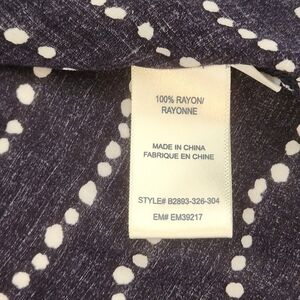 100% RAYON/
RAYONNE
MADE IN CHINA
FABRIQUE EN CHINE
STYLE# B2893-326-304
EM# EM39217